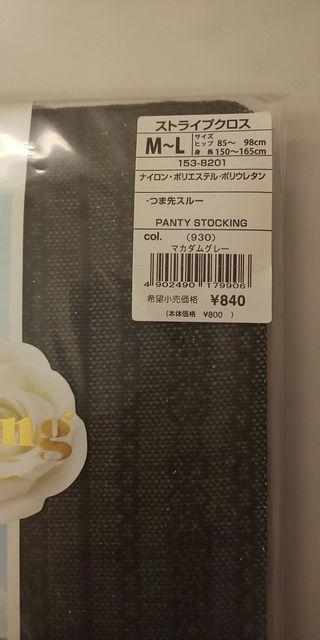 ストライプクロス
M～L サイズ
ヒップ 85～ 98cm
身 長 150～165cm
153-8201
ナイロン・ポリエステル・ポリウレタン
・つま先スルー
PANTY STOCKING
col. (930)
マカダムグレー
4 902490 179906
希望小売価格 ¥840
(本体価格 ¥800 )
ng